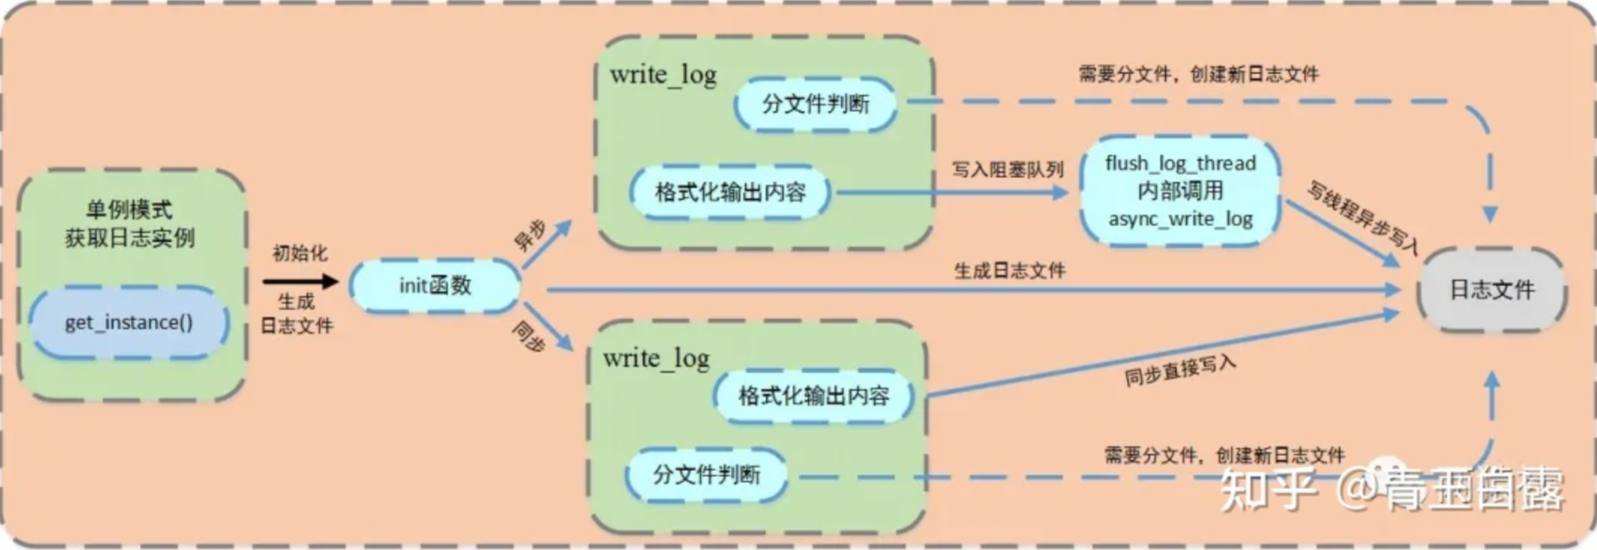 单例模式
获取日志实例
get_instance()
初始化
生成
日志文件
init函数
异步
同步
write_log
分文件判断
格式化输出内容
需要分文件，创建新日志文件
写入阻塞队列
flush_log_thread
内部调用
async_write_log
写线程异步写入
生成日志文件
日志文件
write_log
格式化输出内容
分文件判断
同步直接写入
需要分文件，创建新日志文件
知乎 @青玉白露